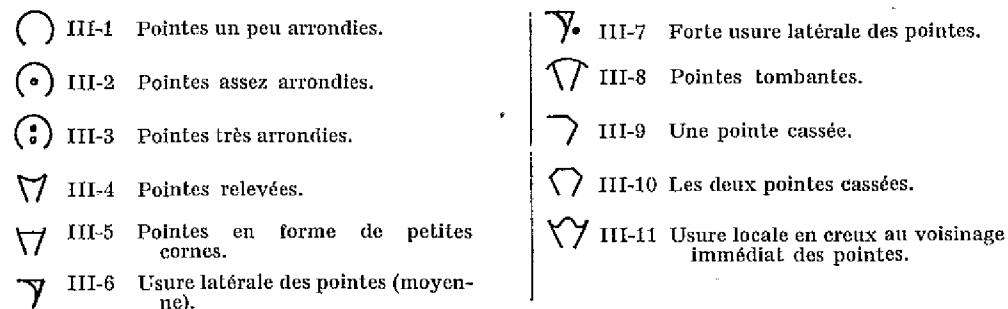 III-1 Pointes un peu arrondies.
III-2 Pointes assez arrondies.
III-3 Pointes très arrondies.
III-4 Pointes relevées.
III-5 Pointes en forme de petites
cornes.
III-6 Usure latérale des pointes (moyen-
ne).
III-7 Forte usure latérale des pointes.
III-8 Pointes tombantes.
III-9 Une pointe cassée.
III-10 Les deux pointes cassées.
III-11 Usure locale en creux au voisinage
immédiat des pointes.